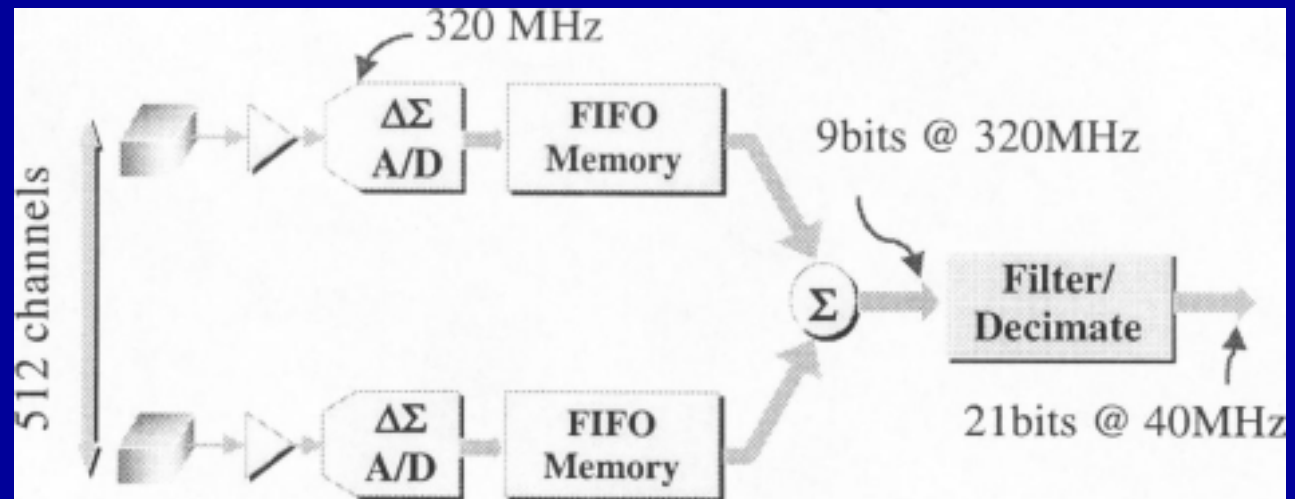 320 MHz
512 channels
ΔΣ
A/D
FIFO
Memory
9bits @ 320MHz
Σ
Filter/
Decimate
21bits @ 40MHz
ΔΣ
A/D
FIFO
Memory